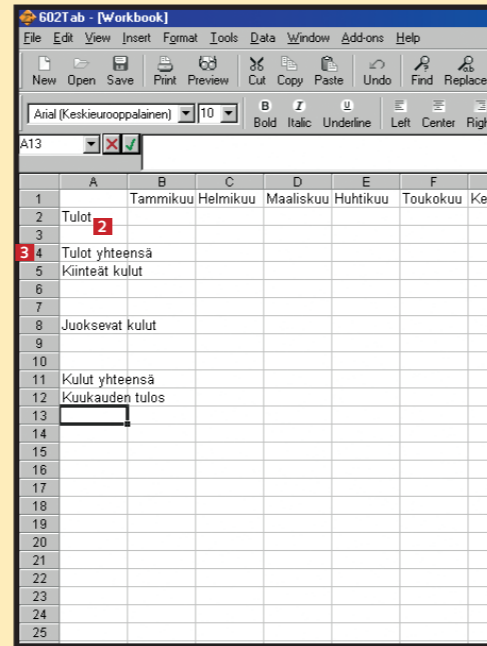 602Tab - [Workbook]
File Edit View Insert Format Tools Data Window Add-ons Help
New Open Save Print Preview Cut Copy Paste Undo Find Replace
Arial (Keskieurooppalainen) 10 B Bold I Italic U Underline Left Center Righ
A13
A B C D E F
1 Tammikuu Helmikuu Maaliskuu Huhtikuu Toukokuu Ke
2 Tulot 2
3
3 4 Tulot yhteensä
5 Kiinteät kulut
6
7
8 Juoksevat kulut
9
10
11 Kulut yhteensä
12 Kuukauden tulos
13
14
15
16
17
18
19
20
21
22
23
24
25